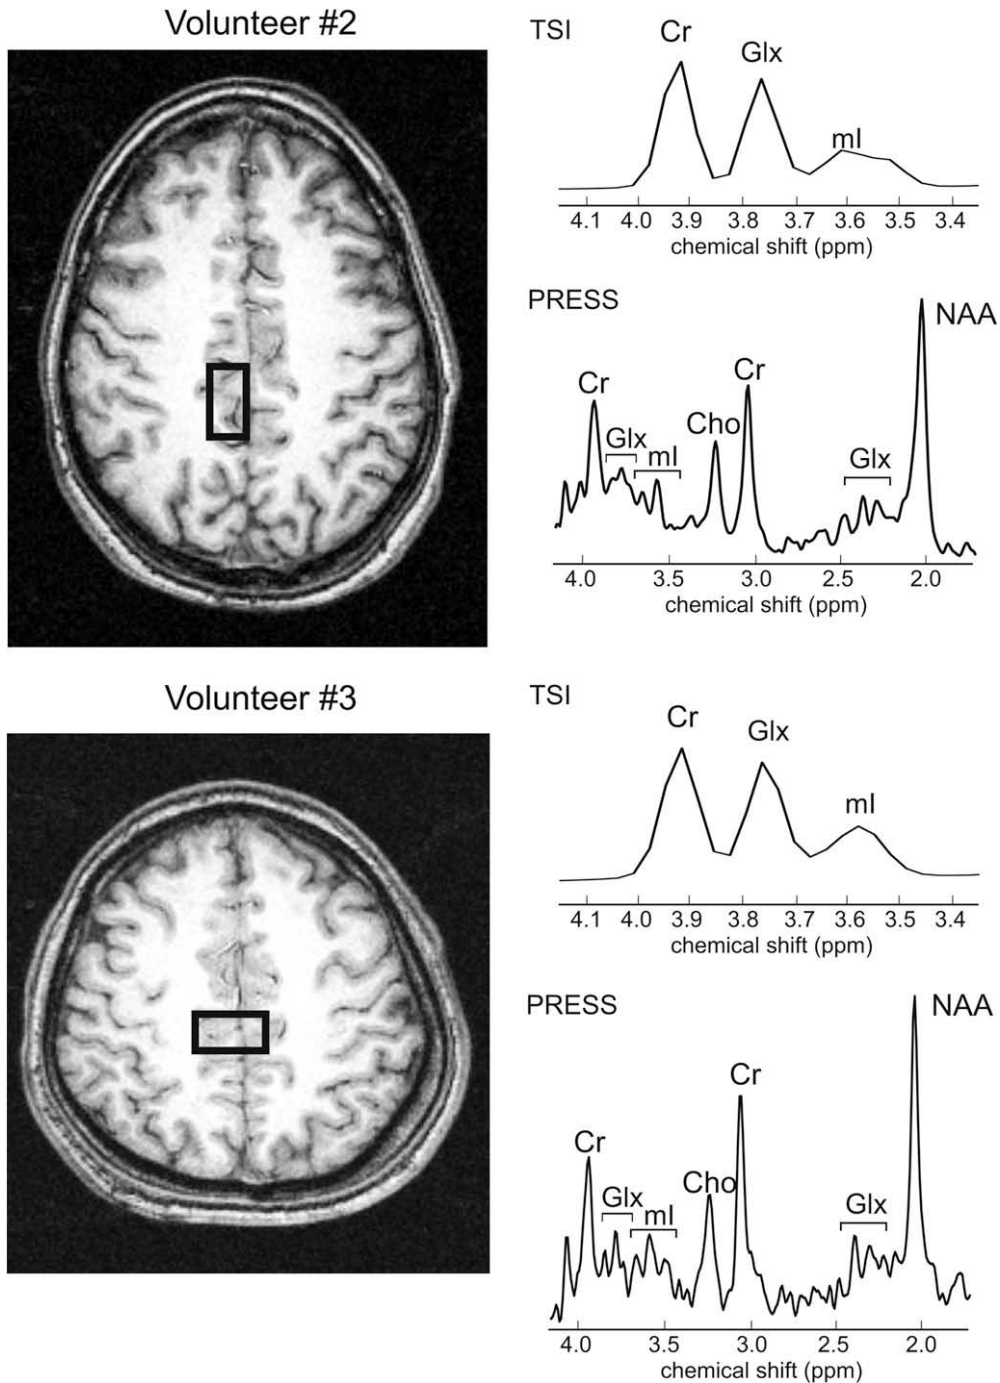 Volunteer #2
TSI
Cr
Glx
mI
4.1 4.0 3.9 3.8 3.7 3.6 3.5 3.4
chemical shift (ppm)
PRESS
NAA
Cr
Cr
Cho
Glx
mI
Glx
4.0 3.5 3.0 2.5 2.0
chemical shift (ppm)
Volunteer #3
TSI
Cr
Glx
mI
4.1 4.0 3.9 3.8 3.7 3.6 3.5 3.4
chemical shift (ppm)
PRESS
NAA
Cr
Cr
Cho
Glx
mI
Glx
4.0 3.5 3.0 2.5 2.0
chemical shift (ppm)